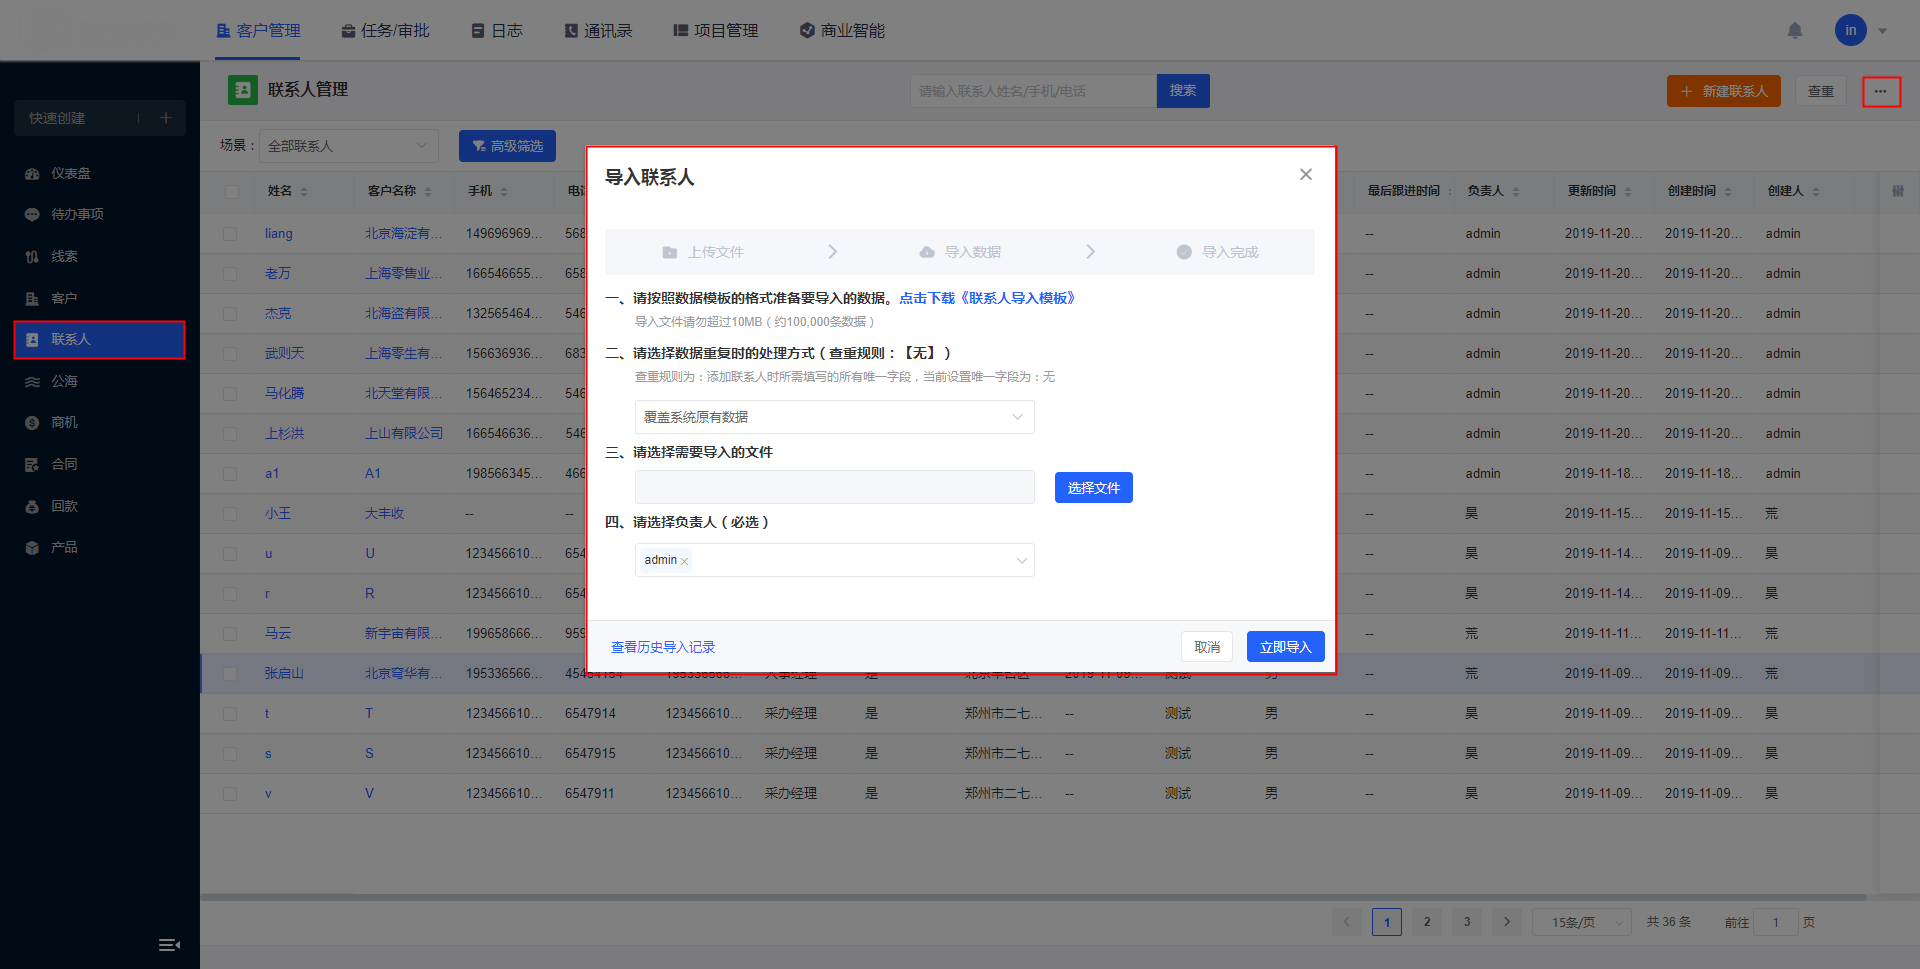 客户管理 任务/审批 日志 通讯录 项目管理 商业智能 in
快速创建
仪表盘
待办事项
线索
客户
联系人
公海
商机
合同
回款
产品
联系人管理 请输入联系人姓名/手机/电话 搜索 新建联系人 查重
场景： 全部联系人 高级筛选
姓名 客户名称 手机 最后跟进时间 负责人 更新时间 创建时间 创建人
liang 北京海淀有... 149696969... 568 -- admin 2019-11-20... 2019-11-20... admin
老万 上海零售业... 166546655... 658 -- admin 2019-11-20... 2019-11-20... admin
杰克 北海盗有限... 132565464... 546 -- admin 2019-11-20... 2019-11-20... admin
武则天 上海零生有... 156636936... 683 -- admin 2019-11-20... 2019-11-20... admin
马化腾 北天堂有限... 156465234... 546 -- admin 2019-11-20... 2019-11-20... admin
上杉洪 上山有限公司 166546636... 546 -- admin 2019-11-20... 2019-11-20... admin
a1 A1 198566345... 466 -- admin 2019-11-18... 2019-11-18... admin
小王 大丰收 -- -- -- 昊 2019-11-15... 2019-11-15... 荒
u U 123456610... 654 -- 昊 2019-11-14... 2019-11-09... 昊
r R 123456610... 654 -- 昊 2019-11-14... 2019-11-09... 昊
马云 新宇宙有限... 199658666... 959 -- 荒 2019-11-11... 2019-11-11... 荒
张启山 北京穹华有... 195336566... 45454154 195336566... 人事经理 是 北京丰台区 2019-11-09... 测试 男 -- 荒 2019-11-09... 2019-11-09... 荒
t T 123456610... 6547914 123456610... 采办经理 是 郑州市二七... -- 测试 男 -- 昊 2019-11-09... 2019-11-09... 昊
s S 123456610... 6547915 123456610... 采办经理 是 郑州市二七... -- 测试 男 -- 昊 2019-11-09... 2019-11-09... 昊
v V 123456610... 6547911 123456610... 采办经理 是 郑州市二七... -- 测试 男 -- 昊 2019-11-09... 2019-11-09... 昊
1 2 3 15条/页 共 36 条 前往 1 页
导入联系人
上传文件 导入数据 导入完成
一、请按照数据模板的格式准备要导入的数据。点击下载《联系人导入模板》
导入文件请勿超过10MB（约100,000条数据）
二、请选择数据重复时的处理方式（查重规则：【无】）
查重规则为：添加联系人时所需填写的所有唯一字段，当前设置唯一字段为：无
覆盖系统原有数据
三、请选择需要导入的文件
选择文件
四、请选择负责人（必选）
admin
查看历史导入记录 取消 立即导入